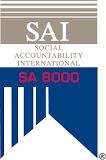 SAI
SOCIAL
ACCOUNTABILITY
INTERNATIONAL
SA 8000
®